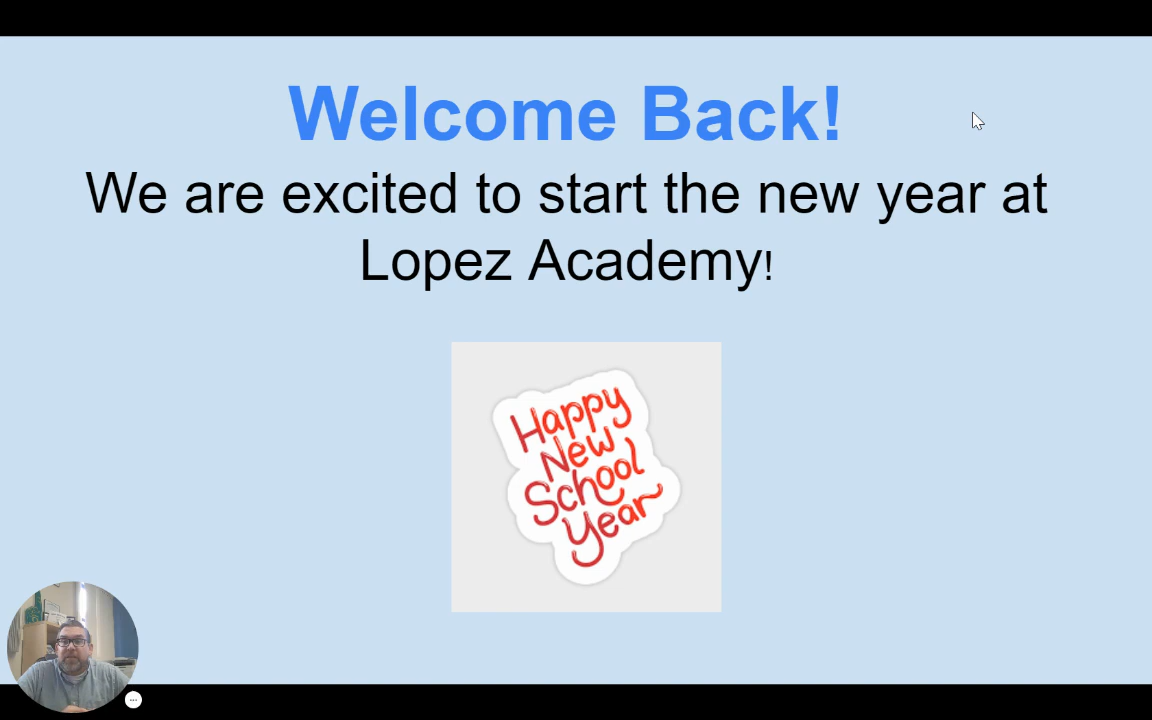 Welcome Back!
We are excited to start the new year at
Lopez Academy!
Happy
New
School
Year